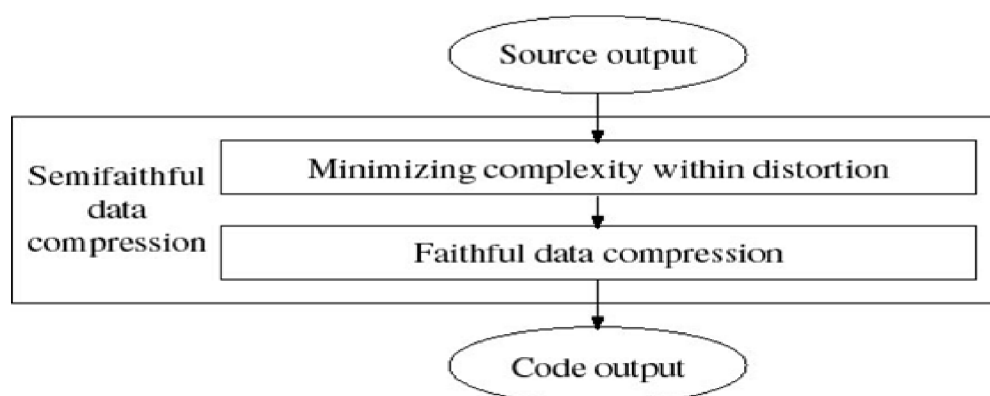 Source output
Semifaithful
data
compression
Minimizing complexity within distortion
Faithful data compression
Code output